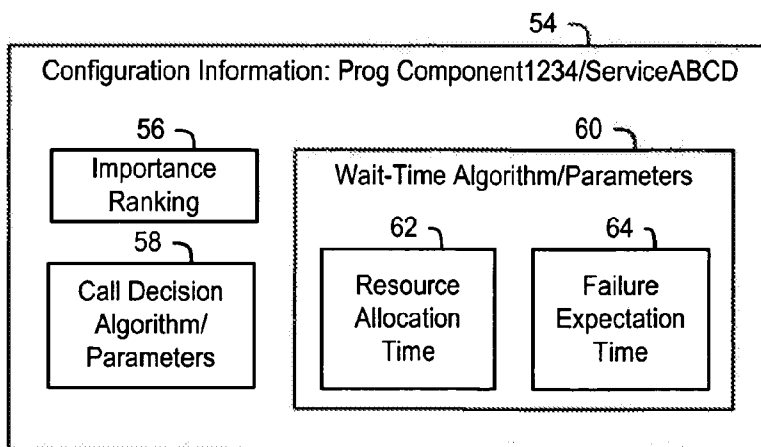 54
Configuration Information: Prog Component1234/ServiceABCD
56
Importance
Ranking
58
Call Decision
Algorithm/
Parameters
60
Wait-Time Algorithm/Parameters
62
Resource
Allocation
Time
64
Failure
Expectation
Time